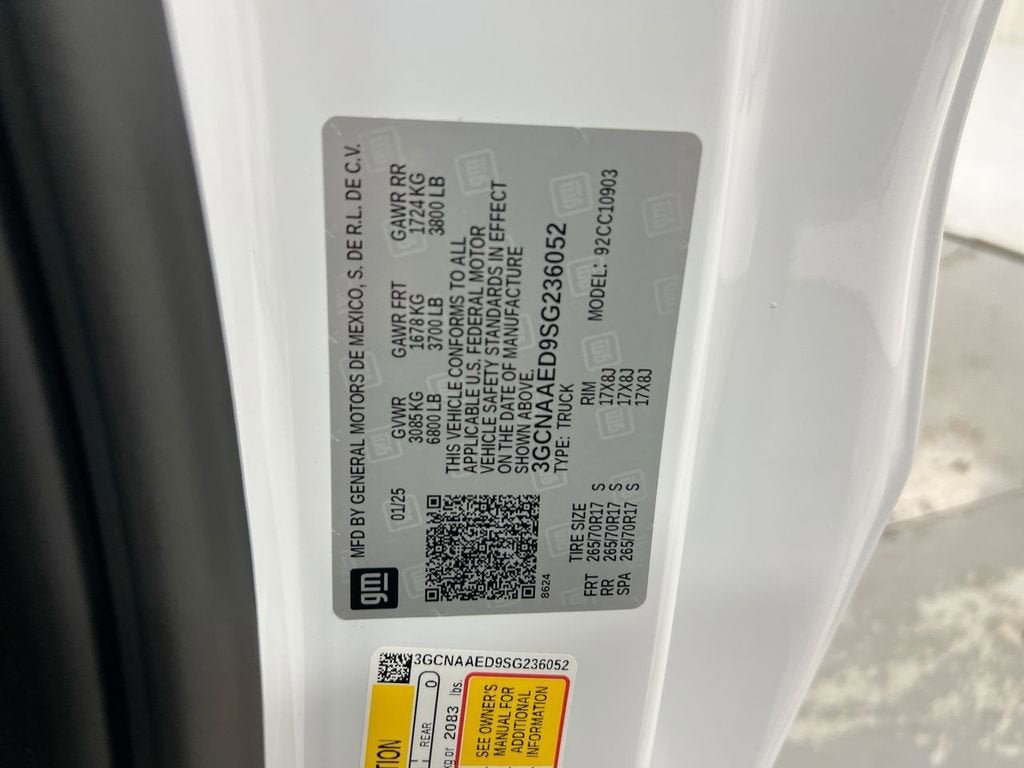 gm MFD BY GENERAL MOTORS DE MEXICO, S. DE R.L. DE C.V.
01/25 GVWR GAWR FRT GAWR RR
3085 KG 1678 KG 1724 KG
6800 LB 3700 LB 3800 LB
THIS VEHICLE CONFORMS TO ALL
APPLICABLE U.S. FEDERAL MOTOR
VEHICLE SAFETY STANDARDS IN EFFECT
ON THE DATE OF MANUFACTURE
SHOWN ABOVE.
3GCNAAED9SG236052
8624 TYPE: TRUCK
TIRE SIZE RIM MODEL: 92CC10903
FRT 265/70R17 S 17X8J
RR 265/70R17 S 17X8J
SPA 265/70R17 S 17X8J
3GCNAAED9SG236052
REAR 0
kg or 2083 lbs.
SEE OWNER'S
MANUAL FOR
ADDITIONAL
INFORMATION